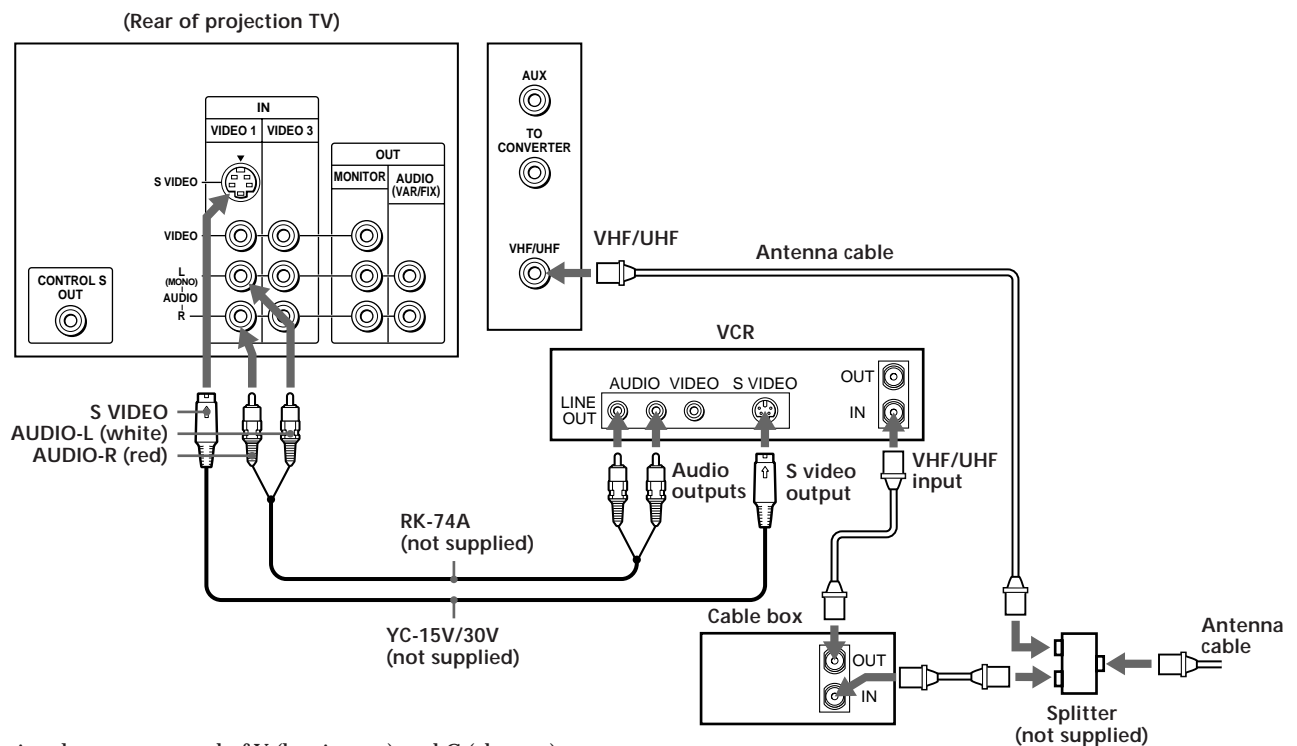 (Rear of projection TV)
IN
VIDEO 1
VIDEO 3
S VIDEO
VIDEO
L
(MONO)
AUDIO
R
OUT
MONITOR
AUDIO
(VAR/FIX)
CONTROL S
OUT
AUX
TO
CONVERTER
VHF/UHF
VHF/UHF
Antenna cable
VCR
LINE
OUT
AUDIO
VIDEO
S VIDEO
OUT
IN
S VIDEO
AUDIO-L (white)
AUDIO-R (red)
Audio
outputs
S video
output
VHF/UHF
input
RK-74A
(not supplied)
YC-15V/30V
(not supplied)
Cable box
OUT
IN
Antenna
cable
Splitter
(not supplied)